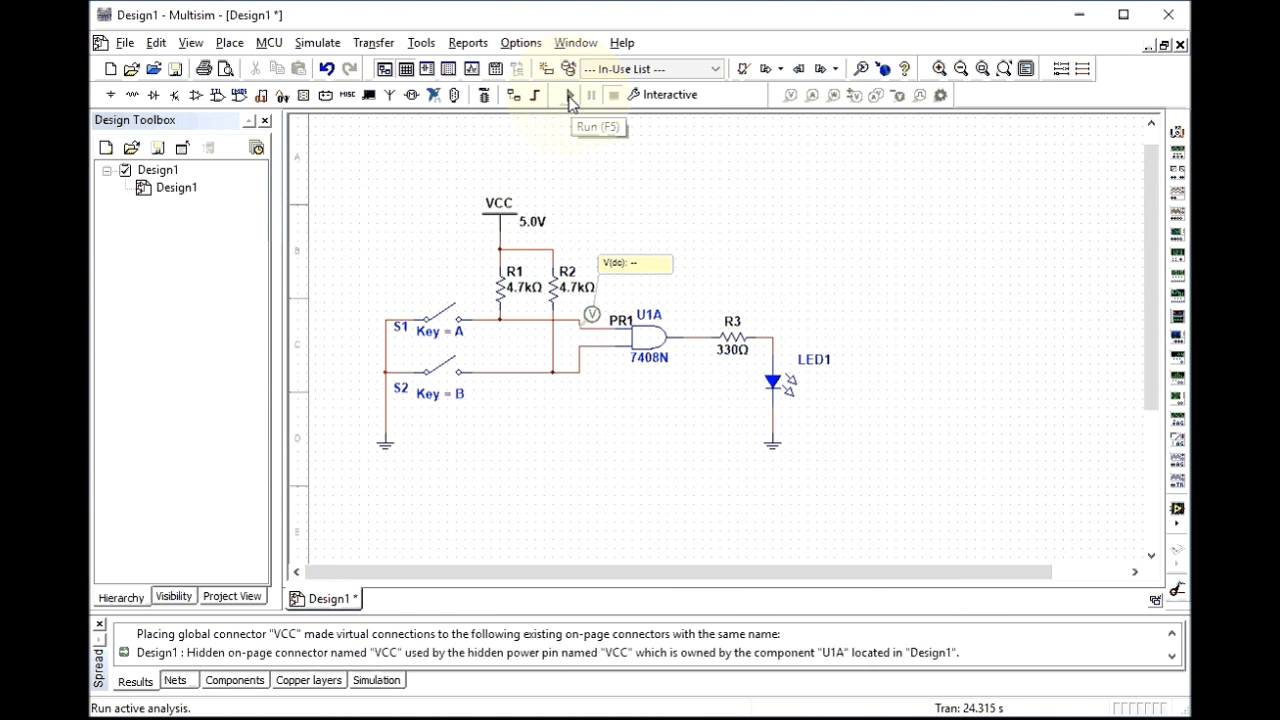 Design1 - Multisim - [Design1 *]
File Edit View Place MCU Simulate Transfer Tools Reports Options Window Help
--- In-Use List ---
MISC
Interactive
Run (F5)
Design Toolbox
Design1
Design1
A
B
C
D
E
VCC
5.0V
R1
4.7kΩ
R2
4.7kΩ
V(dc): --
V
PR1
U1A
7408N
S1
Key = A
S2
Key = B
R3
330Ω
LED1
Hierarchy Visibility Project View
Design1 *
Placing global connector "VCC" made virtual connections to the following existing on-page connectors with the same name:
Design1 : Hidden on-page connector named "VCC" used by the hidden power pin named "VCC" which is owned by the component "U1A" located in "Design1".
Spread
Results Nets Components Copper layers Simulation
Run active analysis. Tran: 24.315 s